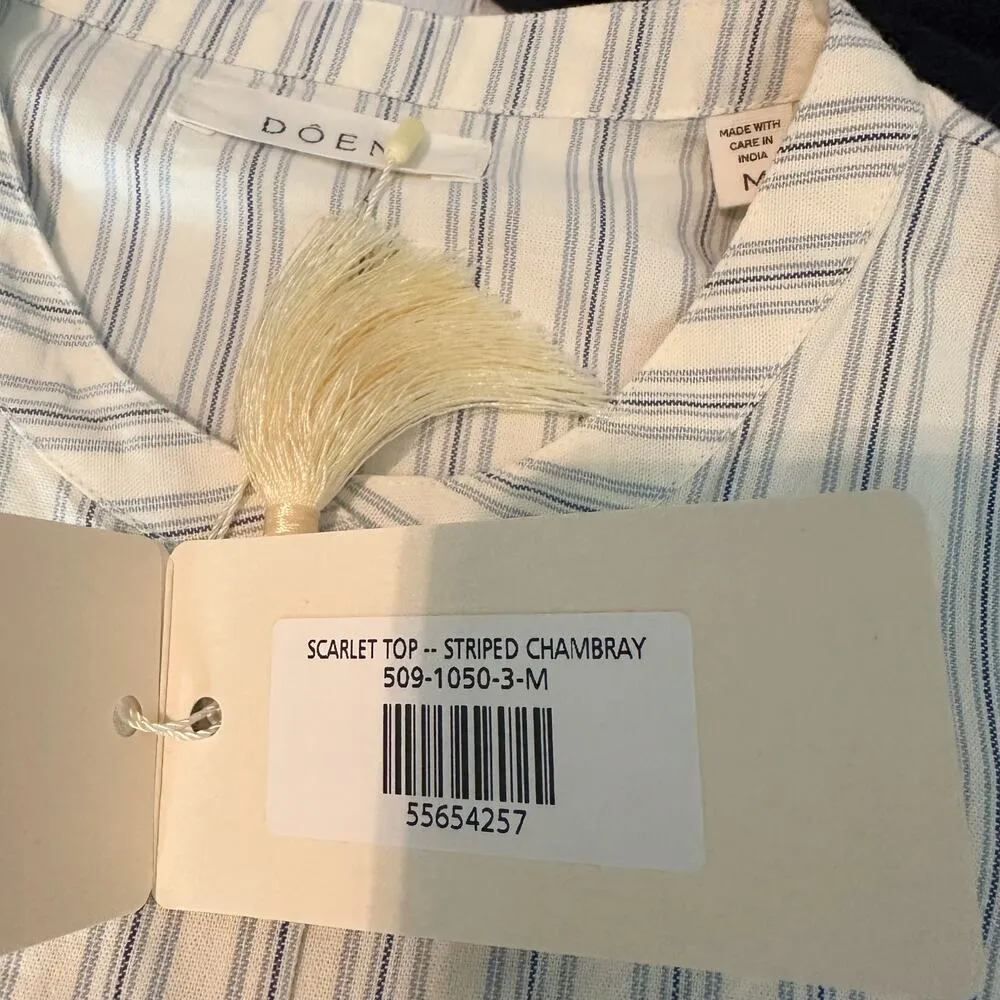 DÔEN
MADE WITH
CARE IN
INDIA
M
SCARLET TOP -- STRIPED CHAMBRAY
509-1050-3-M
55654257